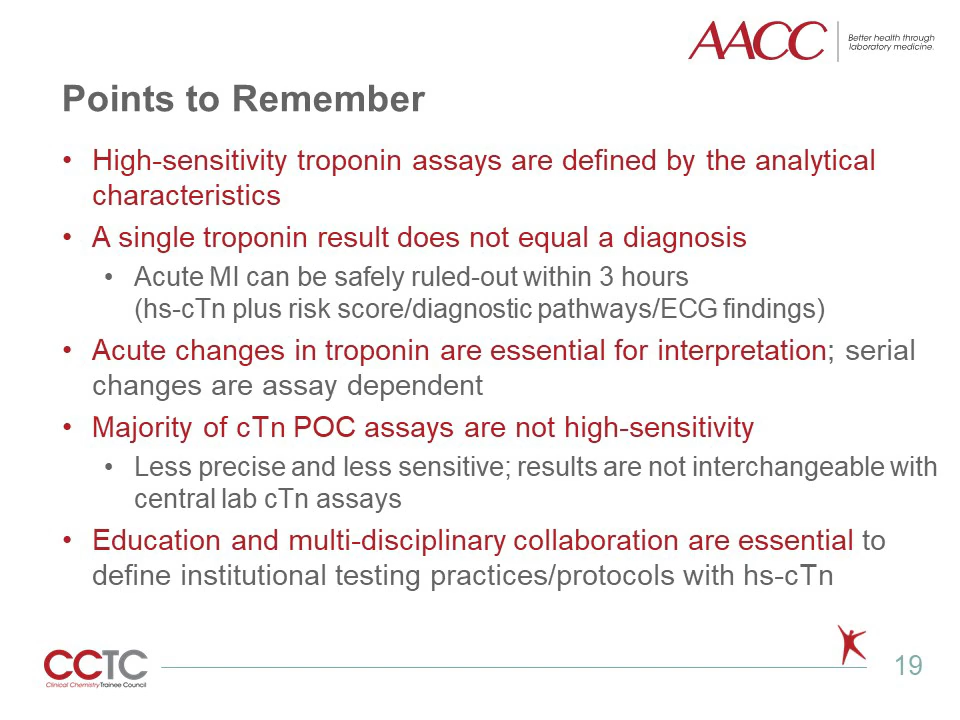 AACC
Better health through
laboratory medicine.
Points to Remember
• High-sensitivity troponin assays are defined by the analytical
characteristics
• A single troponin result does not equal a diagnosis
• Acute MI can be safely ruled-out within 3 hours
(hs-cTn plus risk score/diagnostic pathways/ECG findings)
• Acute changes in troponin are essential for interpretation; serial
changes are assay dependent
• Majority of cTn POC assays are not high-sensitivity
• Less precise and less sensitive; results are not interchangeable with
central lab cTn assays
• Education and multi-disciplinary collaboration are essential to
define institutional testing practices/protocols with hs-cTn
CCTC
Clinical Chemistry Trainee Council
19